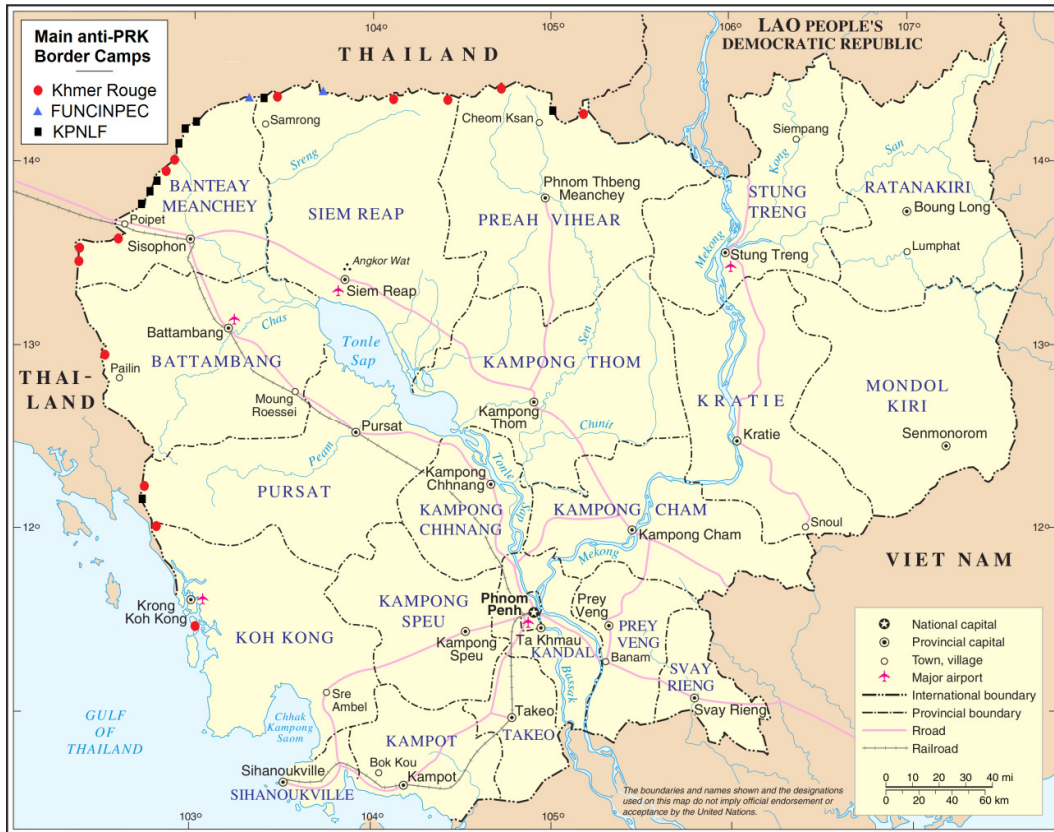 Main anti-PRK
Border Camps
Khmer Rouge
FUNCINPEC
KPNLF
104°
105°
106°
107°
THAILAND
LAO PEOPLE'S
DEMOCRATIC REPUBLIC
Samrong
Cheom Ksan
Siempang
Kong
San
14°
14°
Sreng
BANTEAY
MEANCHEY
SIEM REAP
Phnom Thbeng
Meanchey
PREAH VIHEAR
STUNG
TRENG
RATANAKIRI
Boung Long
Poipet
Sisophon
Mekong
Lumphat
Stung Treng
Angkor Wat
Siem Reap
Chas
Battambang
BATTAMBANG
Tonle
Sap
Sen
KAMPONG THOM
13°
13°
Pailin
THAI-
LAND
Moung
Roessei
Kampong
Thom
KRATIE
MONDOL
KIRI
Pursat
Chinit
Kratie
Senmonorom
Peam
Kampong
Chhnang
Tonle
Sap
PURSAT
KAMPONG
CHHNANG
KAMPONG CHAM
Snoul
12°
12°
Kampong Cham
Mekong
VIET NAM
Krong
Koh Kong
KOH KONG
KAMPONG
SPEU
Phnom
Penh
Prey
Veng
PREY
VENG
Ta Khmau
Kampong
Speu
KANDAL
Banam
Bassak
SVAY
RIENG
Svay Rieng
Sre
Ambel
GULF
OF
THAILAND
Chhak
Kampong
Saom
Takeo
TAKEO
KAMPOT
Bok Kou
Kampot
Sihanoukville
SIHANOUKVILLE
National capital
Provincial capital
Town, village
Major airport
International boundary
Provincial boundary
Rroad
Railroad
0 10 20 30 40 mi
0 20 40 60 km
The boundaries and names shown and the designations
used on this map do not imply official endorsement or
acceptance by the United Nations.
103°
104°
105°